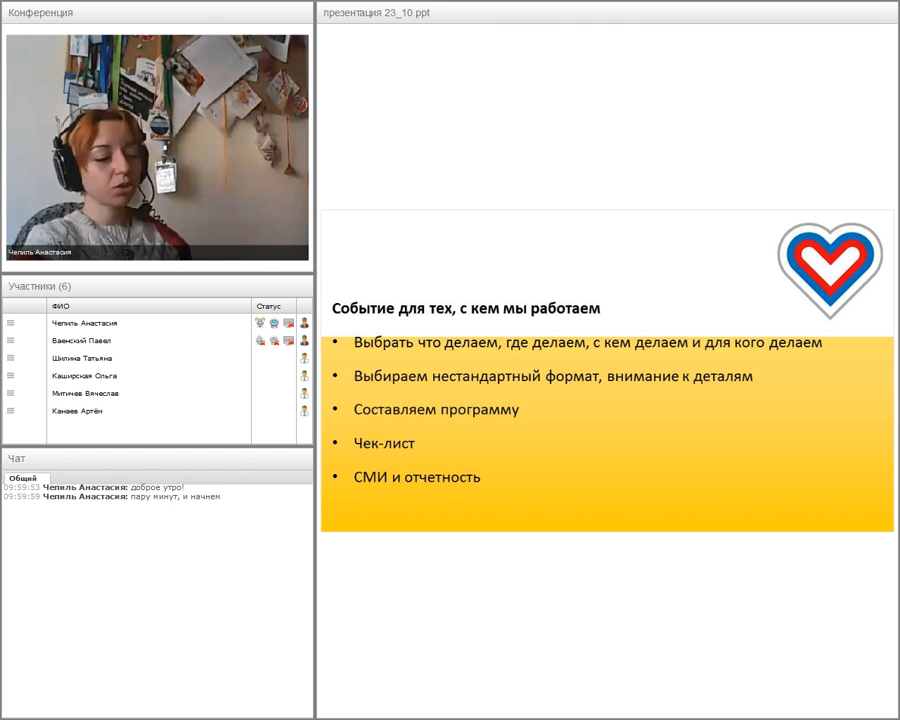 Конференция
Чепиль Анастасия
Участники (6)
ФИО
Статус
Чепиль Анастасия
Ваенский Павел
Шилина Татьяна
Каширская Ольга
Митичев Вячеслав
Канаев Артём
Чат
Общий
09:59:53 Чепиль Анастасия: доброе утро!
09:59:59 Чепиль Анастасия: пару минут, и начнем
презентация 23_10.ppt
Событие для тех, с кем мы работаем
• Выбрать что делаем, где делаем, с кем делаем и для кого делаем
• Выбираем нестандартный формат, внимание к деталям
• Составляем программу
• Чек-лист
• СМИ и отчетность